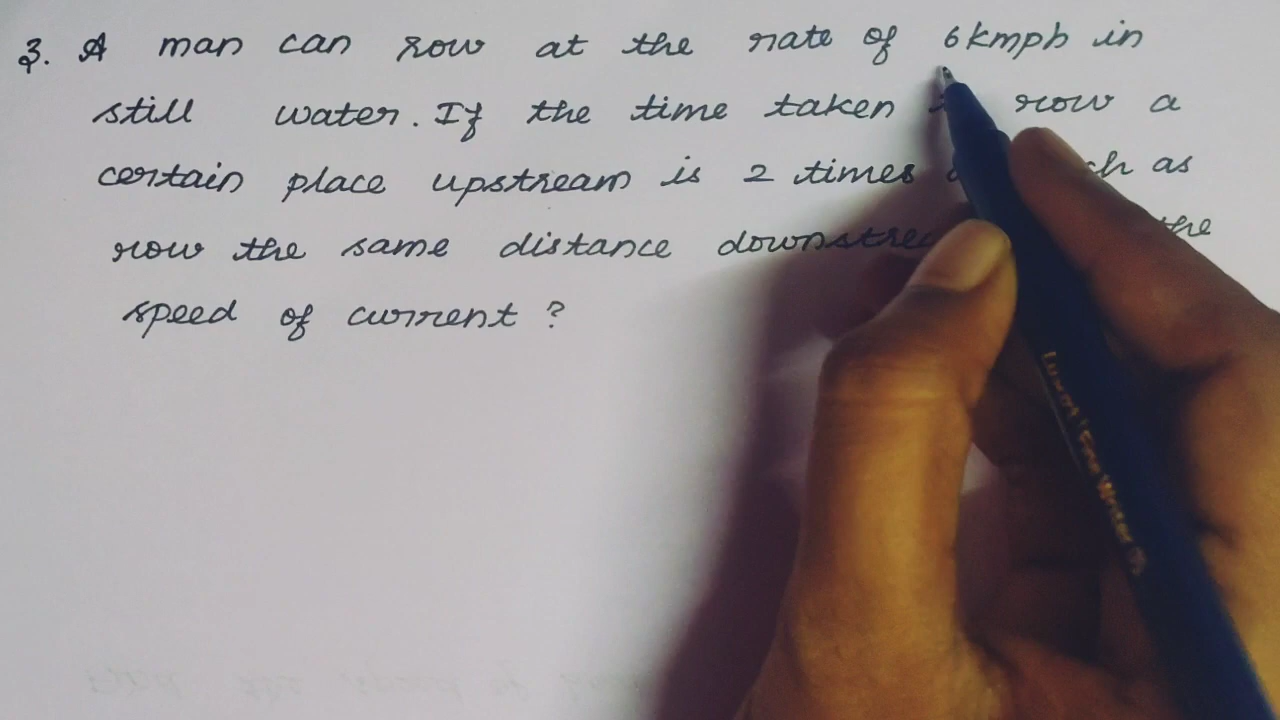 3. A man can row at the rate of 6kmph in
still water. If the time taken row a
certain place upstream is 2 times as
row the same distance the
speed of current ?